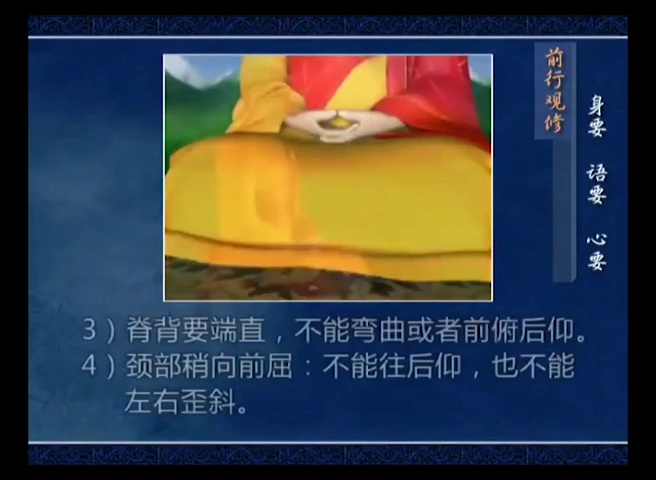 前行观修
身要 语要 心要
3）脊背要端直，不能弯曲或者前俯后仰。
4）颈部稍向前屈：不能往后仰，也不能
左右歪斜。